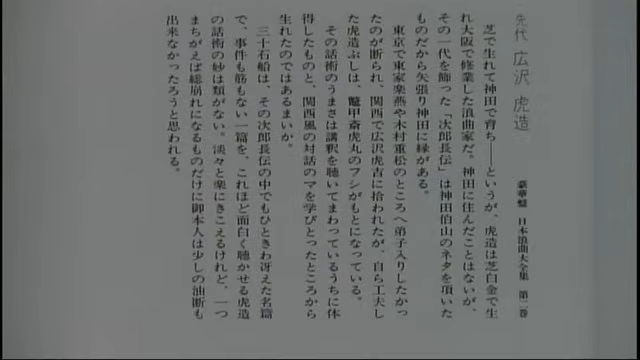 先代 広沢 虎造
豪華盤 日本浪曲大全集 第二巻
芝で生れて神田で育ち――というが、虎造は芝白金で生
れ大阪で修業した浪曲家だ。神田に住んだことはないが、
その一代を飾った「次郎長伝」は神田伯山のネタを頂いた
ものだから矢張り神田に縁がある。
東京で東家楽燕や木村重松のところへ弟子入りしたかっ
たのが断られ、関西で広沢虎吉に拾われたが、自ら工夫し
た虎造ぶしは、鼈甲斎虎丸のフシがもとになっている。
その話術のうまさは講釈を聴いてまわっているうちに体
得したものと、関西風の対話のマを学びとったところから
生れたのではあるまいか。
三十石船は、その次郎長伝の中でもひときわ冴えた名篇
で、事件も筋もない一篇を、これほど面白く聴かせる虎造
の話術の妙は類がない。淡々と楽にきこえるけれど、一つ
まちがえば総崩れになるものだけに御本人は少しの油断も
出来なかったろうと思われる。